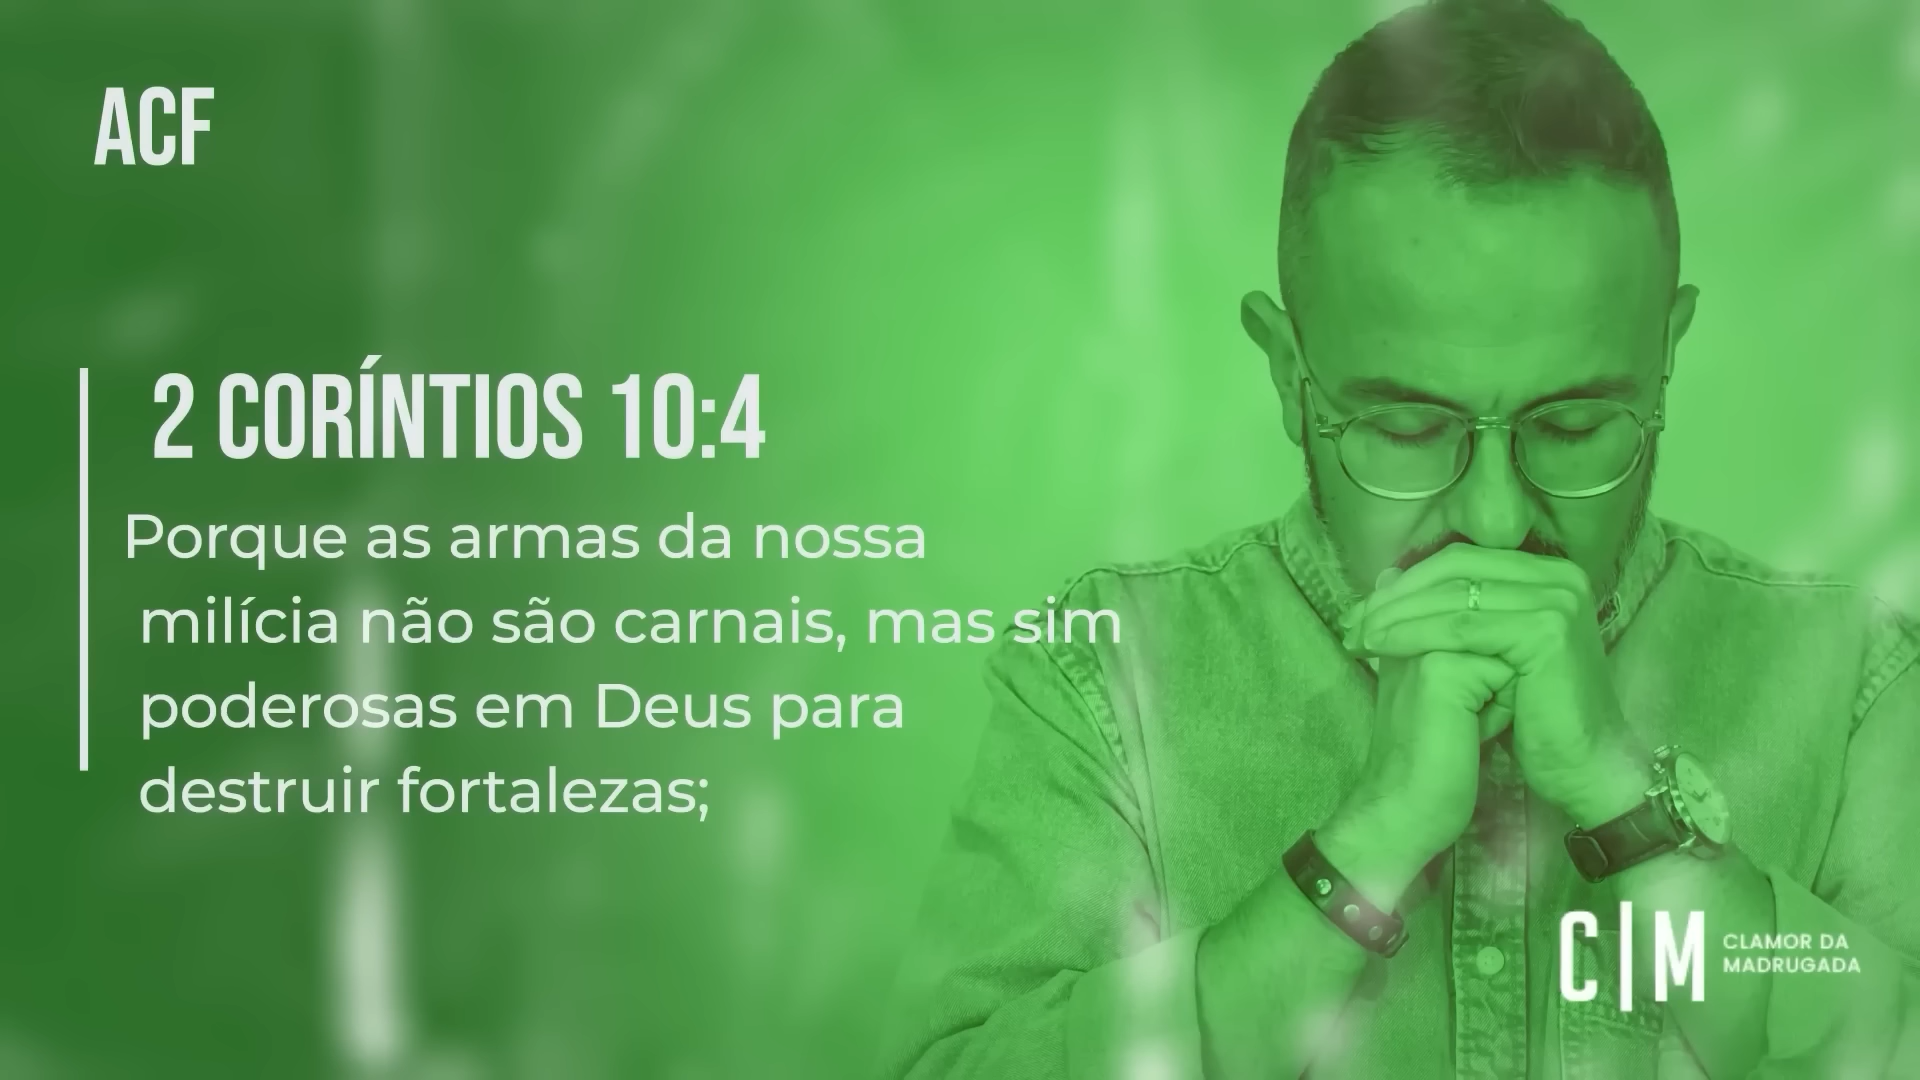 ACF
2 CORÍNTIOS 10:4
Porque as armas da nossa
milícia não são carnais, mas sim
poderosas em Deus para
destruir fortalezas;
C|M
CLAMOR DA
MADRUGADA